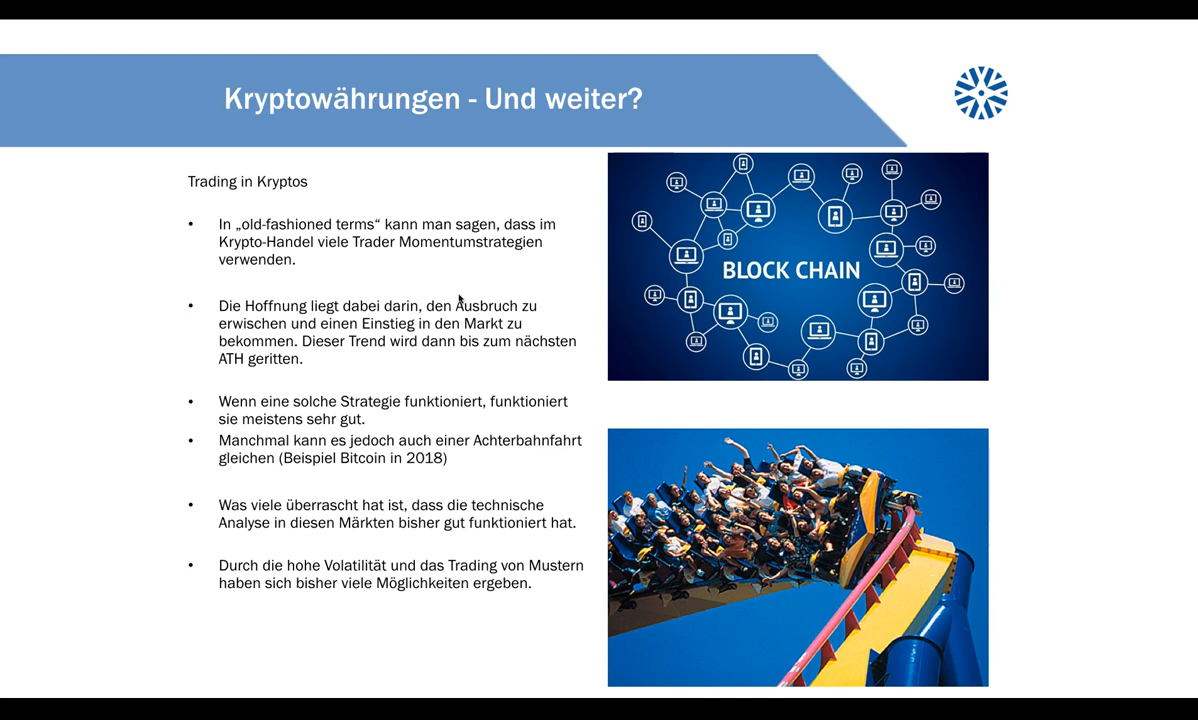 Kryptowährungen - Und weiter?
Trading in Kryptos
• In „old-fashioned terms“ kann man sagen, dass im
Krypto-Handel viele Trader Momentumstrategien
verwenden.
• Die Hoffnung liegt dabei darin, den Ausbruch zu
erwischen und einen Einstieg in den Markt zu
bekommen. Dieser Trend wird dann bis zum nächsten
ATH geritten.
• Wenn eine solche Strategie funktioniert, funktioniert
sie meistens sehr gut.
• Manchmal kann es jedoch auch einer Achterbahnfahrt
gleichen (Beispiel Bitcoin in 2018)
• Was viele überrascht hat ist, dass die technische
Analyse in diesen Märkten bisher gut funktioniert hat.
• Durch die hohe Volatilität und das Trading von Mustern
haben sich bisher viele Möglichkeiten ergeben.
BLOCK CHAIN